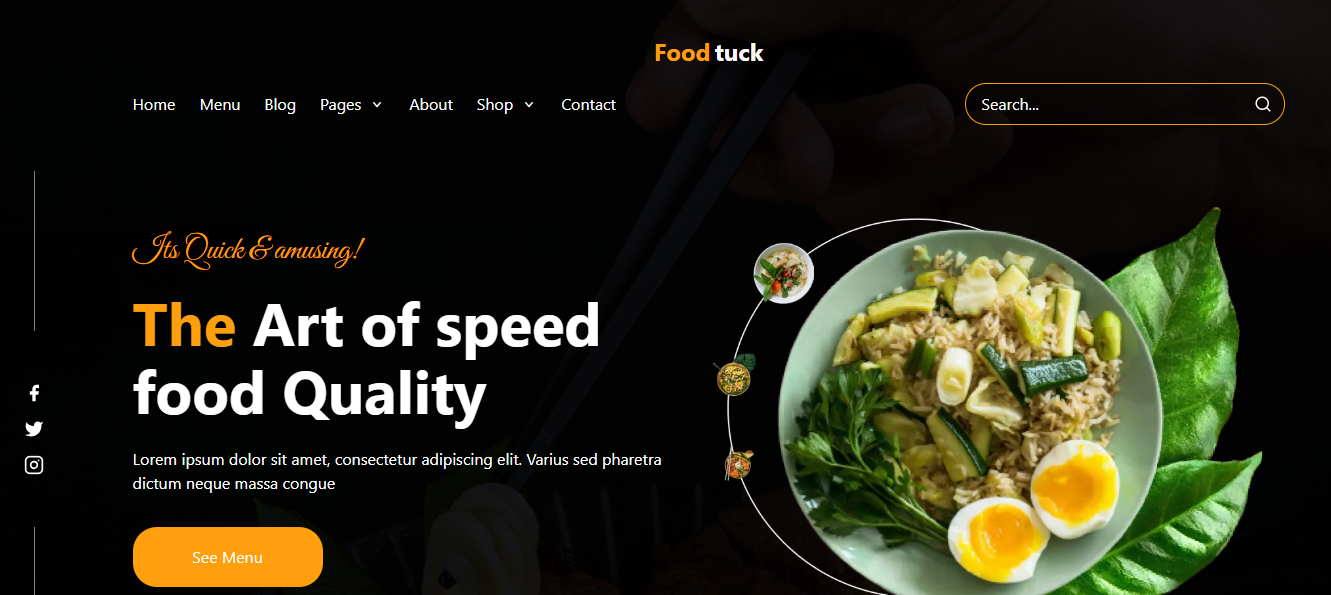 Food tuck
Home Menu Blog Pages About Shop Contact
Search...
Its Quick & amusing!
The Art of speed
food Quality
Lorem ipsum dolor sit amet, consectetur adipiscing elit. Varius sed pharetra
dictum neque massa congue
See Menu